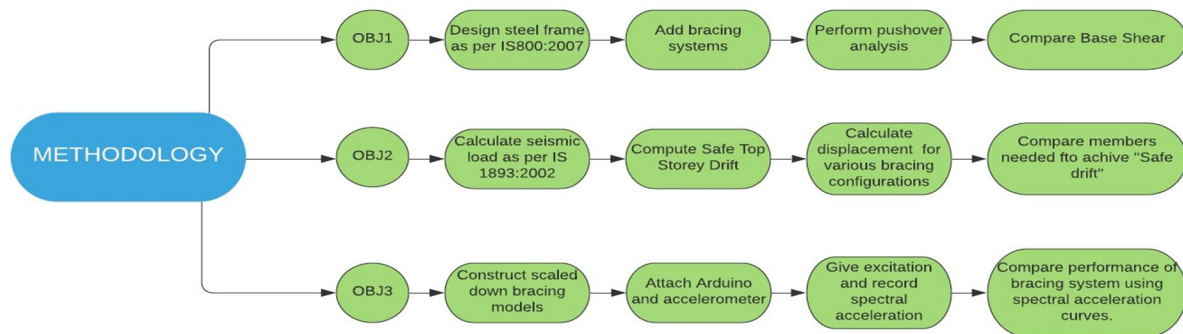 METHODOLOGY
OBJ1
Design steel frame
as per IS800:2007
Add bracing
systems
Perform pushover
analysis
Compare Base Shear
OBJ2
Calculate seismic
load as per IS
1893:2002
Compute Safe Top
Storey Drift
Calculate
displacement for
various bracing
configurations
Compare members
needed fto achive "Safe
drift"
OBJ3
Construct scaled
down bracing
models
Attach Arduino
and accelerometer
Give excitation
and record
spectral
acceleration
Compare performance of
bracing system using
spectral acceleration
curves.